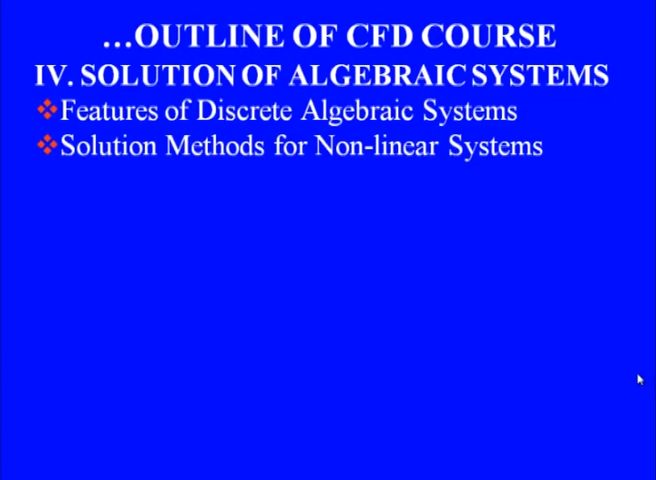 ...OUTLINE OF CFD COURSE
IV. SOLUTION OF ALGEBRAIC SYSTEMS
❖Features of Discrete Algebraic Systems
❖Solution Methods for Non-linear Systems